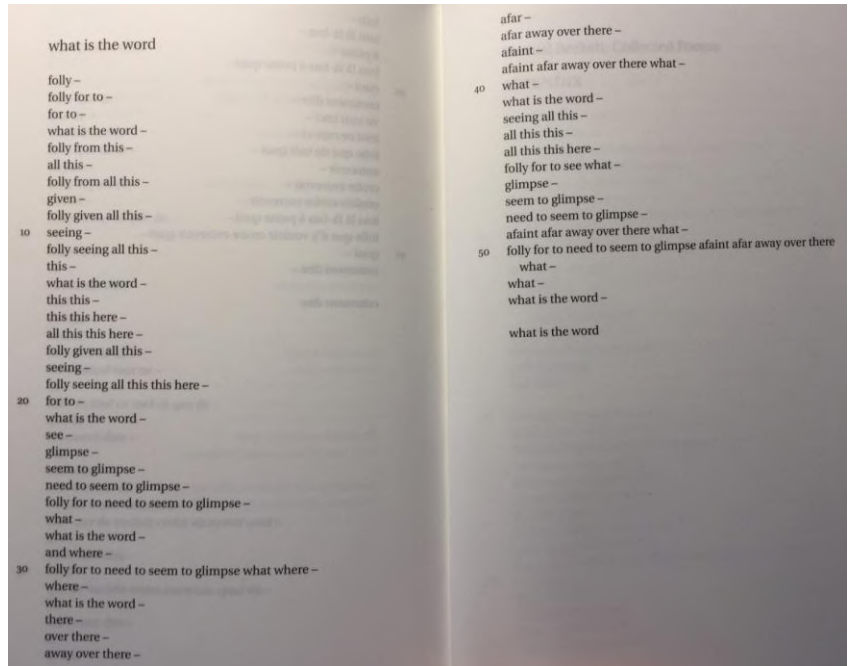 what is the word
folly –
folly for to –
for to –
what is the word –
folly from this –
all this –
folly from all this –
given –
folly given all this –
10 seeing –
folly seeing all this –
this –
what is the word –
this this –
this this here –
all this this here –
folly given all this –
seeing –
folly seeing all this this here –
20 for to –
what is the word –
see –
glimpse –
seem to glimpse –
need to seem to glimpse –
folly for to need to seem to glimpse –
what –
what is the word –
and where –
30 folly for to need to seem to glimpse what where –
where –
what is the word –
there –
over there –
away over there –
afar –
afar away over there –
afaint –
afaint afar away over there what –
40 what –
what is the word –
seeing all this –
all this this –
all this this here –
folly for to see what –
glimpse –
seem to glimpse –
need to seem to glimpse –
afaint afar away over there what –
50 folly for to need to seem to glimpse afaint afar away over there
what –
what –
what is the word –
what is the word